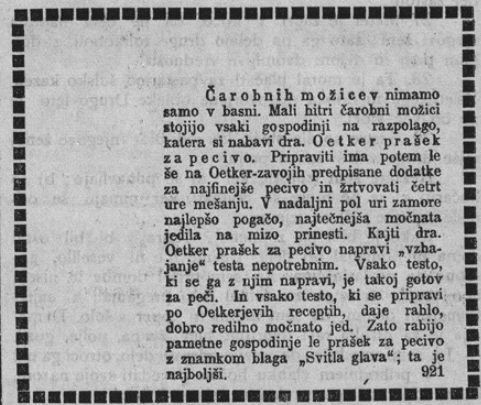 Čarobnih možicev nimamo
samo v basni. Mali hitri čarobni možici
stojijo vsaki gospodinji na razpolago,
katera si nabavi dra. Oetker prašek
za pecivo. Pripraviti ima potem le
še na Oetker-zavojih predpisane dodatke
za najfinejše pecivo in žrtvovati četrt
ure mešanju. V nadaljni pol uri zamore
najlepšo pogačo, najtečnejša močnata
jedila na mizo prinesti. Kajti dra.
Oetker prašek za pecivo napravi „vzha-
janje“ testa nepotrebnim. Vsako testo,
ki se ga z njim napravi, je takoj gotov
za peči. In vsako testo, ki se pripravi
po Oetkerjevih receptih, daje rahlo,
dobro redilno močnato jed. Zato rabijo
pametne gospodinje le prašek za pecivo
z znamkom blaga „Svitla glava“; ta je
najboljši. 921